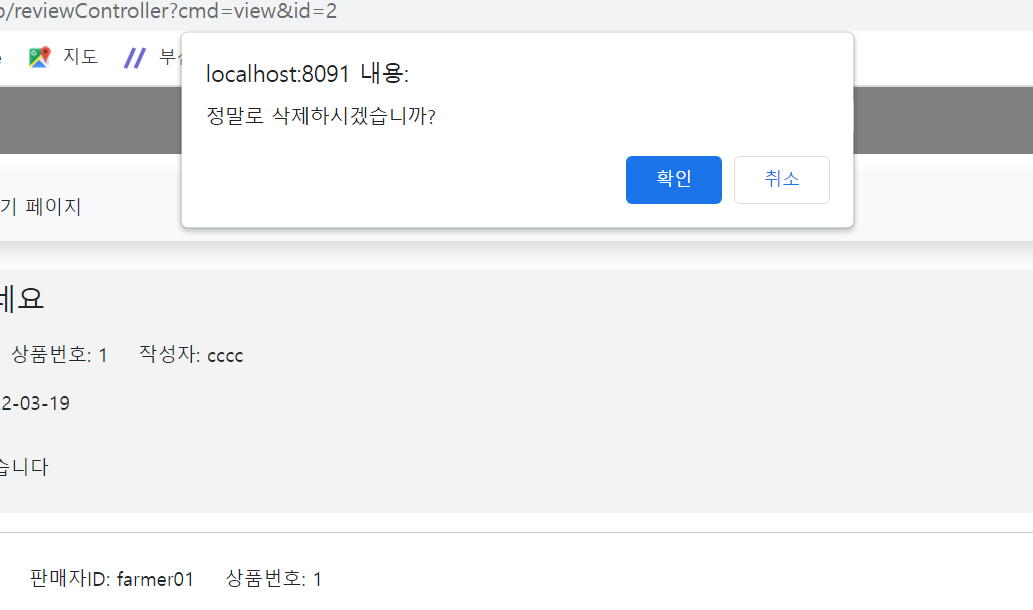 /reviewController?cmd=view&id=2
지도
localhost:8091 내용:
정말로 삭제하시겠습니까?
확인 취소
기 페이지
네요
상품번호: 1 작성자: cccc
2-03-19
습니다
판매자ID: farmer01 상품번호: 1